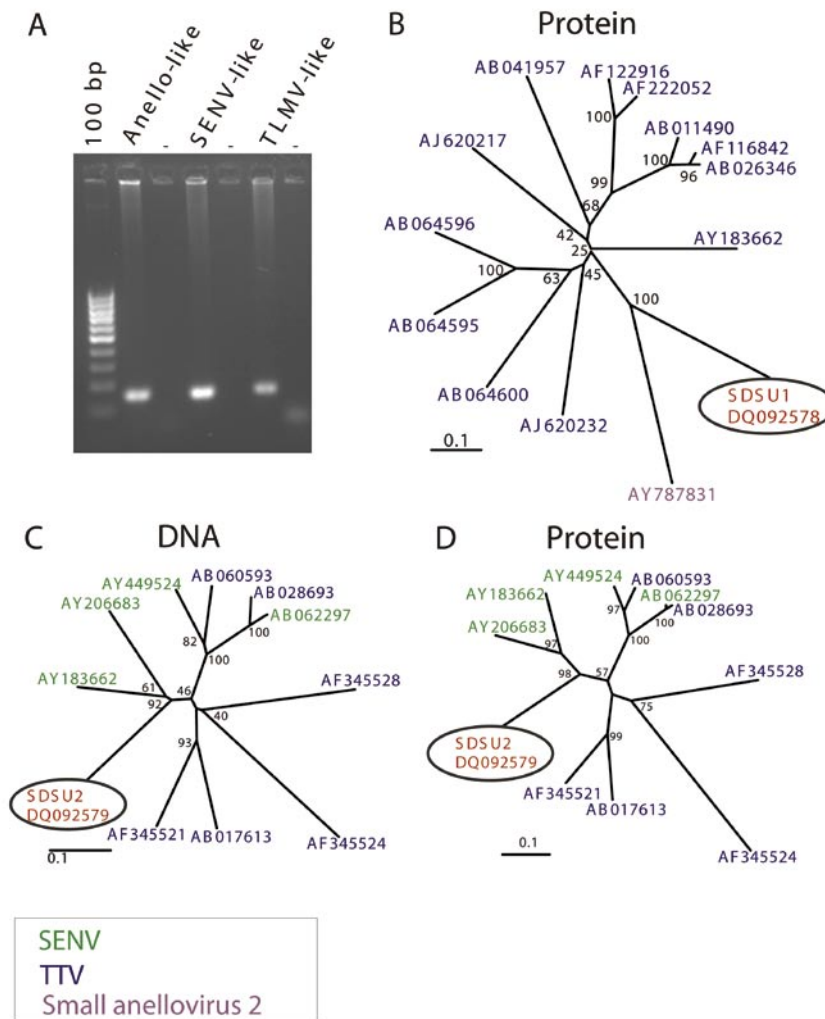 A
100 bp
Anello-like
-
SENV-like
-
TLMV-like
-
B
Protein
AB041957
AF122916
AF222052
100
AB011490
AJ620217
AF116842
100
96
AB026346
99
68
AB064596
42
AY183662
25
100
63
45
100
AB064595
AB064600
SDSU1
DQ092578
AJ620232
0.1
AY787831
C
DNA
AY449524
AB060593
AB028693
AY206683
AB062297
82
100
100
AY183662
61
46
AF345528
92
40
93
SDSU2
DQ092579
AF345521
AB017613
AF345524
0.1
D
Protein
AY449524
AB060593
AY183662
AB062297
97
AB028693
100
AY206683
100
97
98
57
AF345528
75
SDSU2
DQ092579
99
AF345521
AB017613
0.1
AF345524
SENV
TTV
Small anellovirus 2